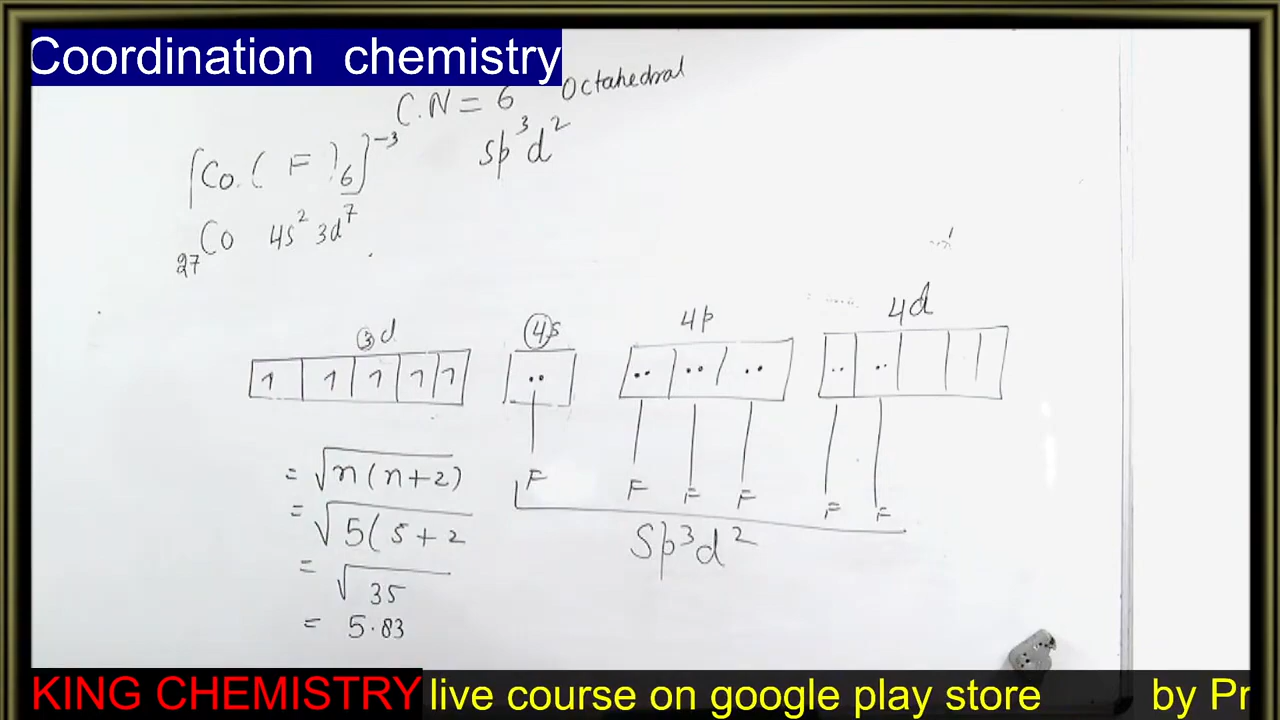 Coordination chemistry
C.N = 6 Octahedral
[Co.( F )6]-3 sp3d2
27Co 4s2 3d7
3d 4s 4p 4d
1 1 1 1 1 .. .. .. .. .. ..
= √n(n+2)
F F F F F F
= √5(5+2
sp3d2
= √35
= 5.83
KING CHEMISTRY live course on google play store by Pr